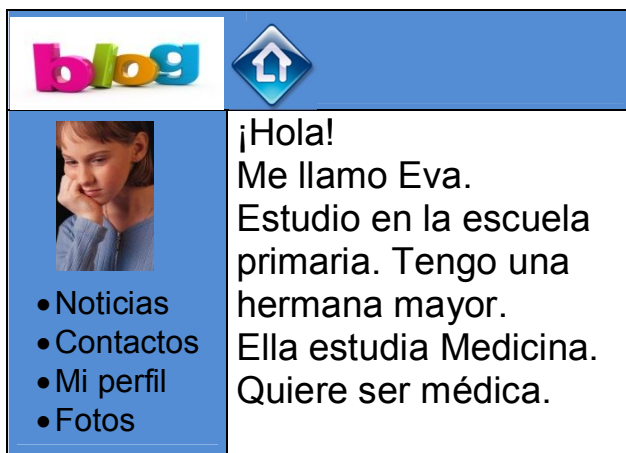 blog
¡Hola!
Me llamo Eva.
Estudio en la escuela
primaria. Tengo una
hermana mayor.
Ella estudia Medicina.
Quiere ser médica.
• Noticias
• Contactos
• Mi perfil
• Fotos